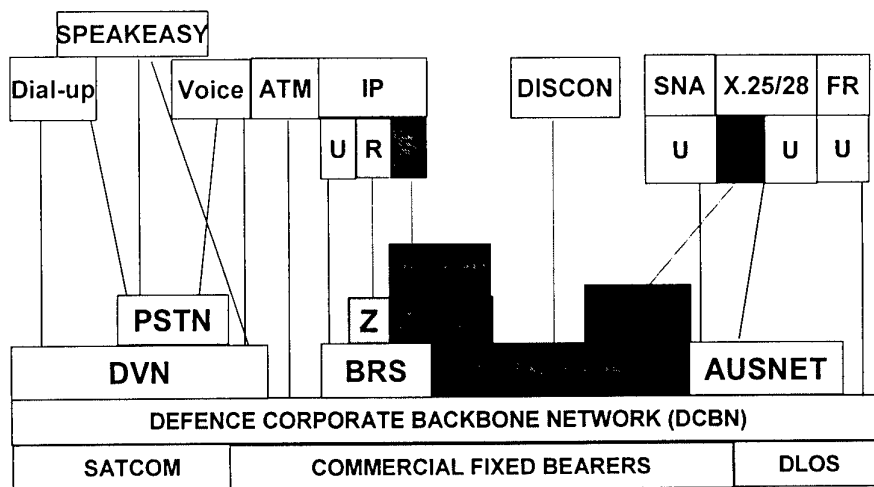 SPEAKEASY
Dial-up Voice ATM IP DISCON SNA X.25/28 FR
U R U U U
PSTN Z
DVN BRS AUSNET
DEFENCE CORPORATE BACKBONE NETWORK (DCBN)
SATCOM COMMERCIAL FIXED BEARERS DLOS